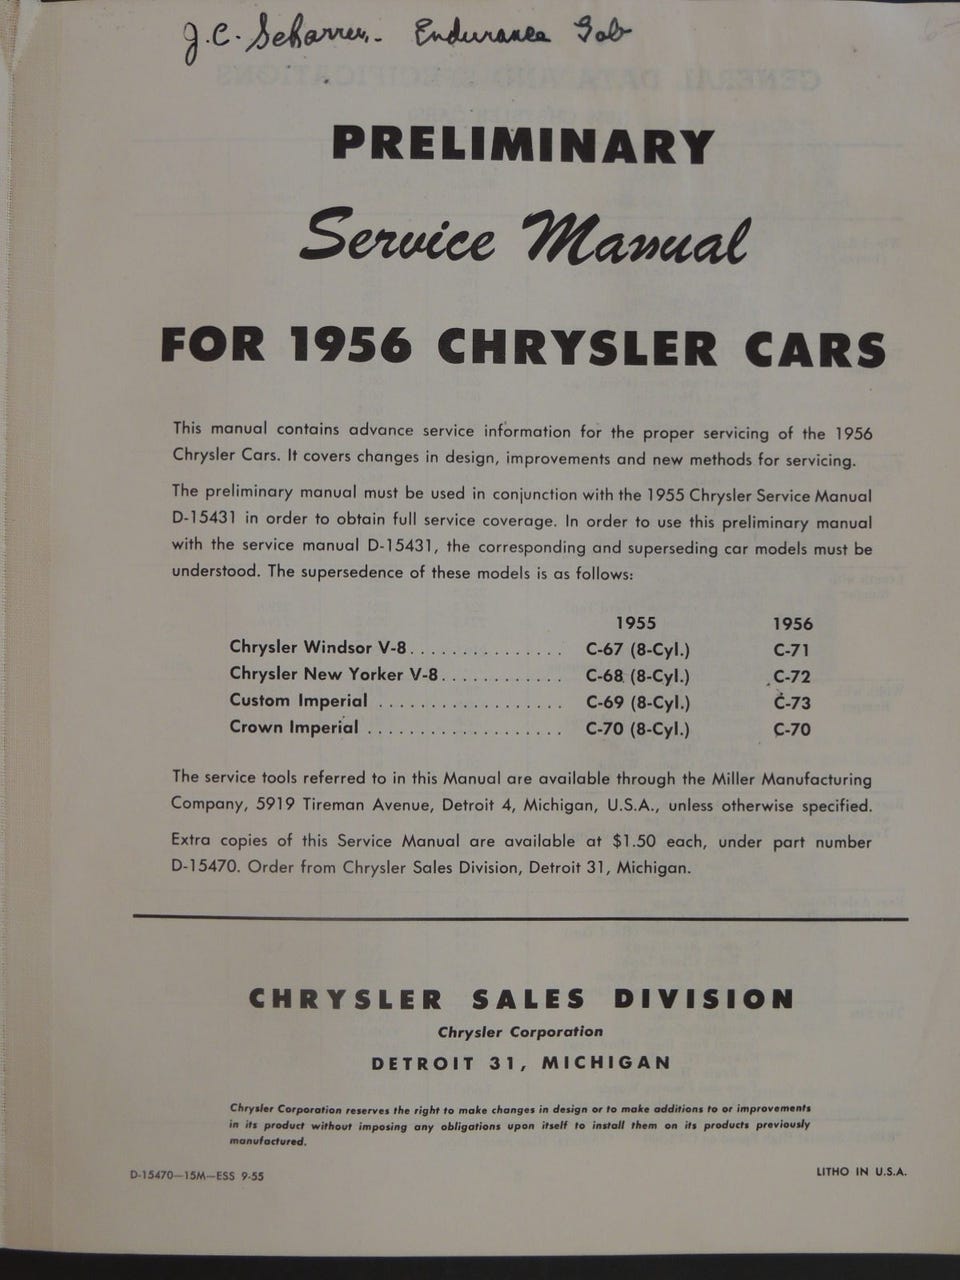 J.C. Scharrer.- Endurance Lab
PRELIMINARY
Service Manual
FOR 1956 CHRYSLER CARS
This manual contains advance service information for the proper servicing of the 1956
Chrysler Cars. It covers changes in design, improvements and new methods for servicing.
The preliminary manual must be used in conjunction with the 1955 Chrysler Service Manual
D-15431 in order to obtain full service coverage. In order to use this preliminary manual
with the service manual D-15431, the corresponding and superseding car models must be
understood. The supersedence of these models is as follows:
1955 1956
Chrysler Windsor V-8. . . . . . . . . . . . . . . C-67 (8-Cyl.) C-71
Chrysler New Yorker V-8. . . . . . . . . . . . C-68 (8-Cyl.) C-72
Custom Imperial . . . . . . . . . . . . . . . . . . C-69 (8-Cyl.) C-73
Crown Imperial . . . . . . . . . . . . . . . . . . . C-70 (8-Cyl.) C-70
The service tools referred to in this Manual are available through the Miller Manufacturing
Company, 5919 Tireman Avenue, Detroit 4, Michigan, U.S.A., unless otherwise specified.
Extra copies of this Service Manual are available at $1.50 each, under part number
D-15470. Order from Chrysler Sales Division, Detroit 31, Michigan.
CHRYSLER SALES DIVISION
Chrysler Corporation
DETROIT 31, MICHIGAN
Chrysler Corporation reserves the right to make changes in design or to make additions to or improvements
in its product without imposing any obligations upon itself to install them on its products previously
manufactured.
D-15470—15M—ESS 9-55 LITHO IN U.S.A.